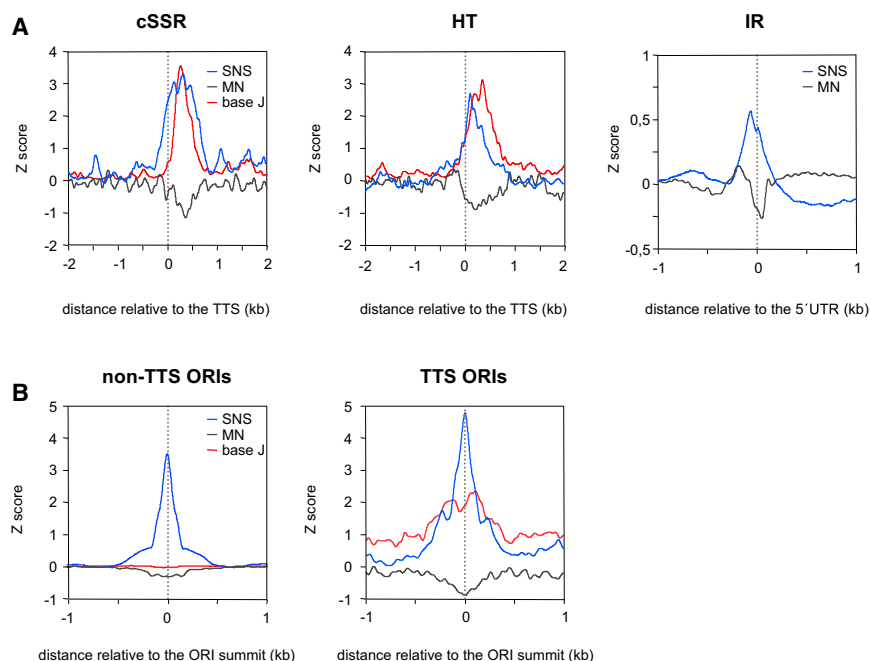 A
cSSR
HT
IR
SNS
MN
base J
SNS
MN
Z score
4
3
2
1
0
-1
-2
-2
-1
0
1
2
distance relative to the TTS (kb)
Z score
4
3
2
1
0
-1
-2
-2
-1
0
1
2
distance relative to the TTS (kb)
Z score
1
0,5
0
-0,5
-1
0
1
distance relative to the 5´UTR (kb)
B
non-TTS ORIs
TTS ORIs
SNS
MN
base J
Z score
5
4
3
2
1
0
-1
-1
0
1
distance relative to the ORI summit (kb)
Z score
5
4
3
2
1
0
-1
-1
0
1
distance relative to the ORI summit (kb)